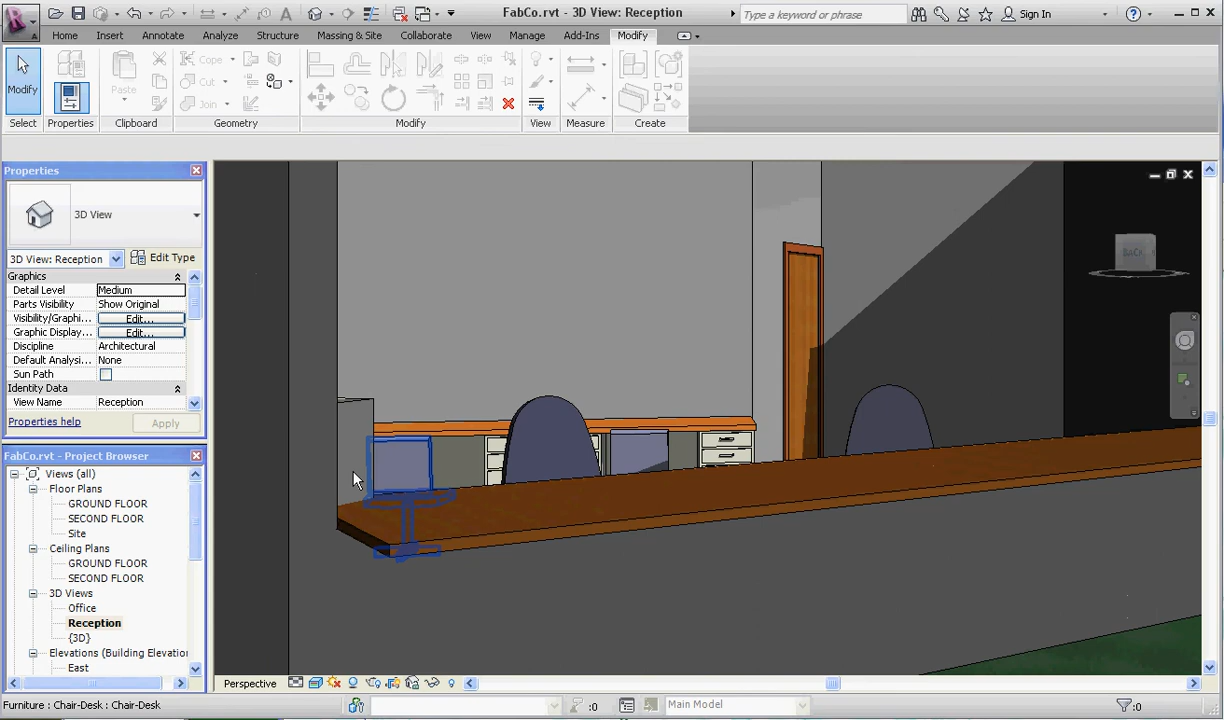 FabCo.rvt - 3D View: Reception
Type a keyword or phrase
Sign In
Home Insert Annotate Analyze Structure Massing & Site Collaborate View Manage Add-Ins Modify
Modify
Paste
Cope
Cut
Join
Select Properties Clipboard Geometry Modify View Measure Create
Properties
3D View
3D View: Reception
Edit Type
Graphics
Detail Level Medium
Parts Visibility Show Original
Visibility/Graphi... Edit...
Graphic Display... Edit...
Discipline Architectural
Default Analysi... None
Sun Path
Identity Data
View Name Reception
Properties help
Apply
FabCo.rvt - Project Browser
Views (all)
Floor Plans
GROUND FLOOR
SECOND FLOOR
Site
Ceiling Plans
GROUND FLOOR
SECOND FLOOR
3D Views
Office
Reception
{3D}
Elevations (Building Elevation
East
BACK
Perspective
Furniture : Chair-Desk : Chair-Desk
:0
Main Model
:0